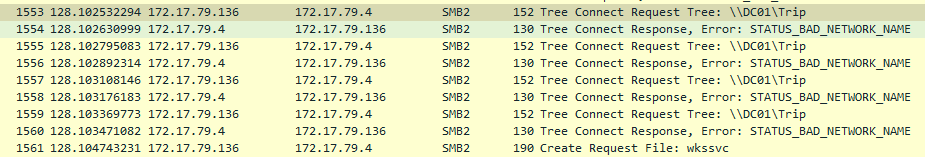 1553 128.102532294 172.17.79.136 172.17.79.4 SMB2 152 Tree Connect Request Tree: \\DC01\Trip
1554 128.102630999 172.17.79.4 172.17.79.136 SMB2 130 Tree Connect Response, Error: STATUS_BAD_NETWORK_NAME
1555 128.102795083 172.17.79.136 172.17.79.4 SMB2 152 Tree Connect Request Tree: \\DC01\Trip
1556 128.102892314 172.17.79.4 172.17.79.136 SMB2 130 Tree Connect Response, Error: STATUS_BAD_NETWORK_NAME
1557 128.103108146 172.17.79.136 172.17.79.4 SMB2 152 Tree Connect Request Tree: \\DC01\Trip
1558 128.103176183 172.17.79.4 172.17.79.136 SMB2 130 Tree Connect Response, Error: STATUS_BAD_NETWORK_NAME
1559 128.103369773 172.17.79.136 172.17.79.4 SMB2 152 Tree Connect Request Tree: \\DC01\Trip
1560 128.103471082 172.17.79.4 172.17.79.136 SMB2 130 Tree Connect Response, Error: STATUS_BAD_NETWORK_NAME
1561 128.104743231 172.17.79.136 172.17.79.4 SMB2 190 Create Request File: wkssvc